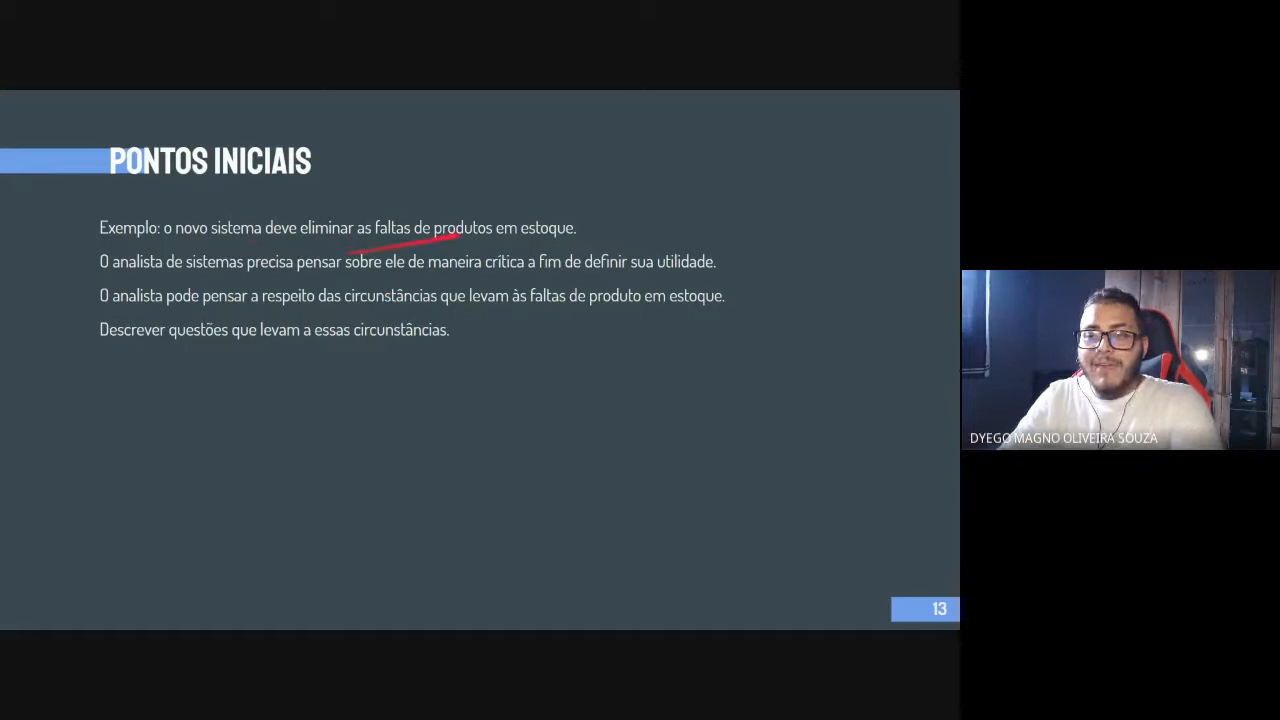 PONTOS INICIAIS
Exemplo: o novo sistema deve eliminar as faltas de produtos em estoque.
O analista de sistemas precisa pensar sobre ele de maneira crítica a fim de definir sua utilidade.
O analista pode pensar a respeito das circunstâncias que levam às faltas de produto em estoque.
Descrever questões que levam a essas circunstâncias.
DYEGO MAGNO OLIVEIRA SOUZA
13